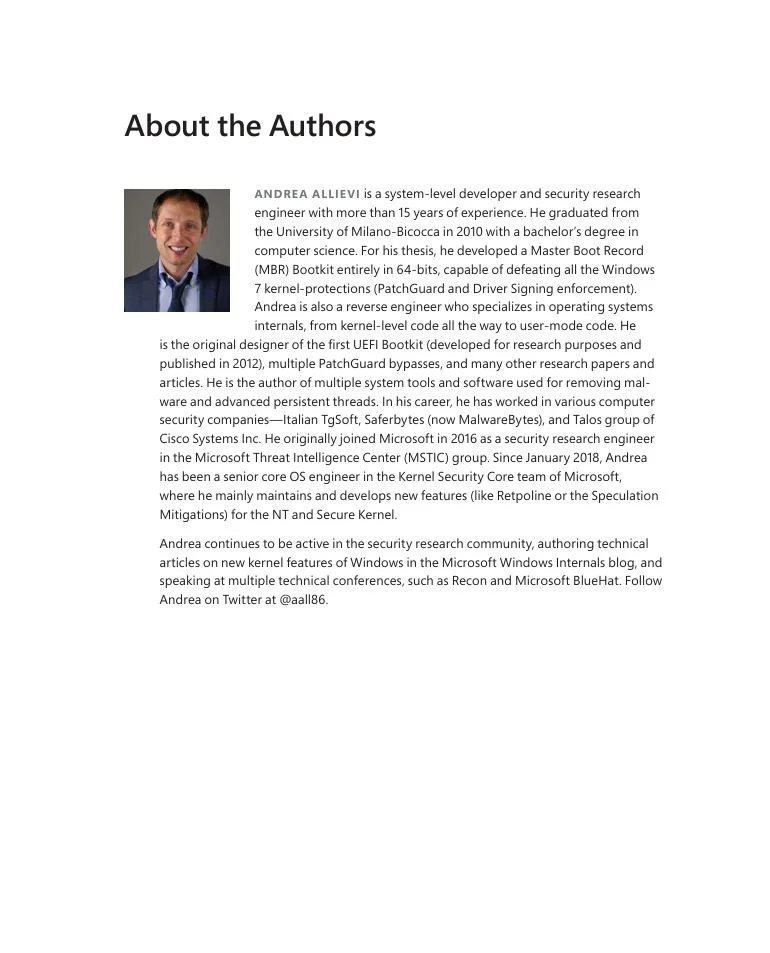 About the Authors
ANDREA ALLIEVI is a system-level developer and security research
engineer with more than 15 years of experience. He graduated from
the University of Milano-Bicocca in 2010 with a bachelor's degree in
computer science. For his thesis, he developed a Master Boot Record
(MBR) Bootkit entirely in 64-bits, capable of defeating all the Windows
7 kernel-protections (PatchGuard and Driver Signing enforcement).
Andrea is also a reverse engineer who specializes in operating systems
internals, from kernel-level code all the way to user-mode code. He
is the original designer of the first UEFI Bootkit (developed for research purposes and
published in 2012), multiple PatchGuard bypasses, and many other research papers and
articles. He is the author of multiple system tools and software used for removing mal-
ware and advanced persistent threads. In his career, he has worked in various computer
security companies—Italian TgSoft, Saferbytes (now MalwareBytes), and Talos group of
Cisco Systems Inc. He originally joined Microsoft in 2016 as a security research engineer
in the Microsoft Threat Intelligence Center (MSTIC) group. Since January 2018, Andrea
has been a senior core OS engineer in the Kernel Security Core team of Microsoft,
where he mainly maintains and develops new features (like Retpoline or the Speculation
Mitigations) for the NT and Secure Kernel.
Andrea continues to be active in the security research community, authoring technical
articles on new kernel features of Windows in the Microsoft Windows Internals blog, and
speaking at multiple technical conferences, such as Recon and Microsoft BlueHat. Follow
Andrea on Twitter at @aall86.